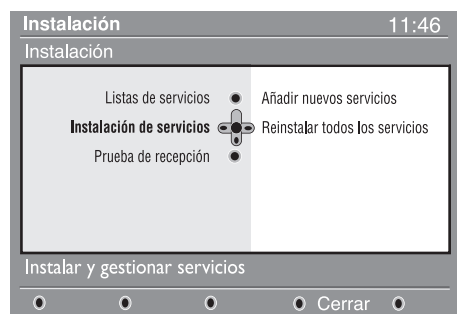 Instalación 11:46
Instalación
Listas de servicios
Instalación de servicios
Prueba de recepción
Añadir nuevos servicios
Reinstalar todos los servicios
Instalar y gestionar servicios
Cerrar